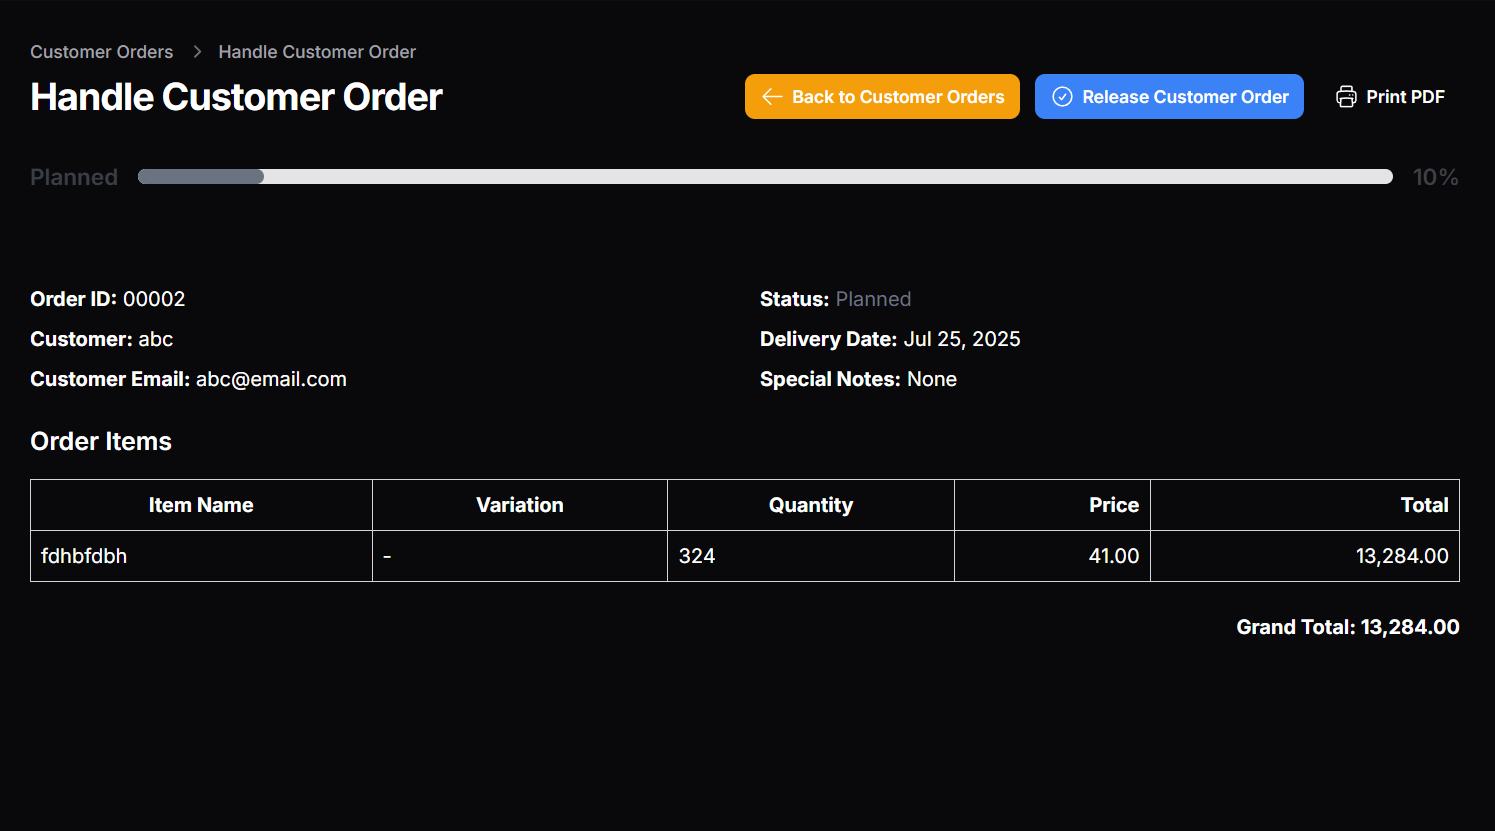 Customer Orders > Handle Customer Order
Handle Customer Order
Back to Customer Orders
Release Customer Order
Print PDF
Planned 10%
Order ID: 00002
Customer: abc
Customer Email: abc@email.com
Status: Planned
Delivery Date: Jul 25, 2025
Special Notes: None
Order Items
Item Name Variation Quantity Price Total
fdhbfdbh - 324 41.00 13,284.00
Grand Total: 13,284.00